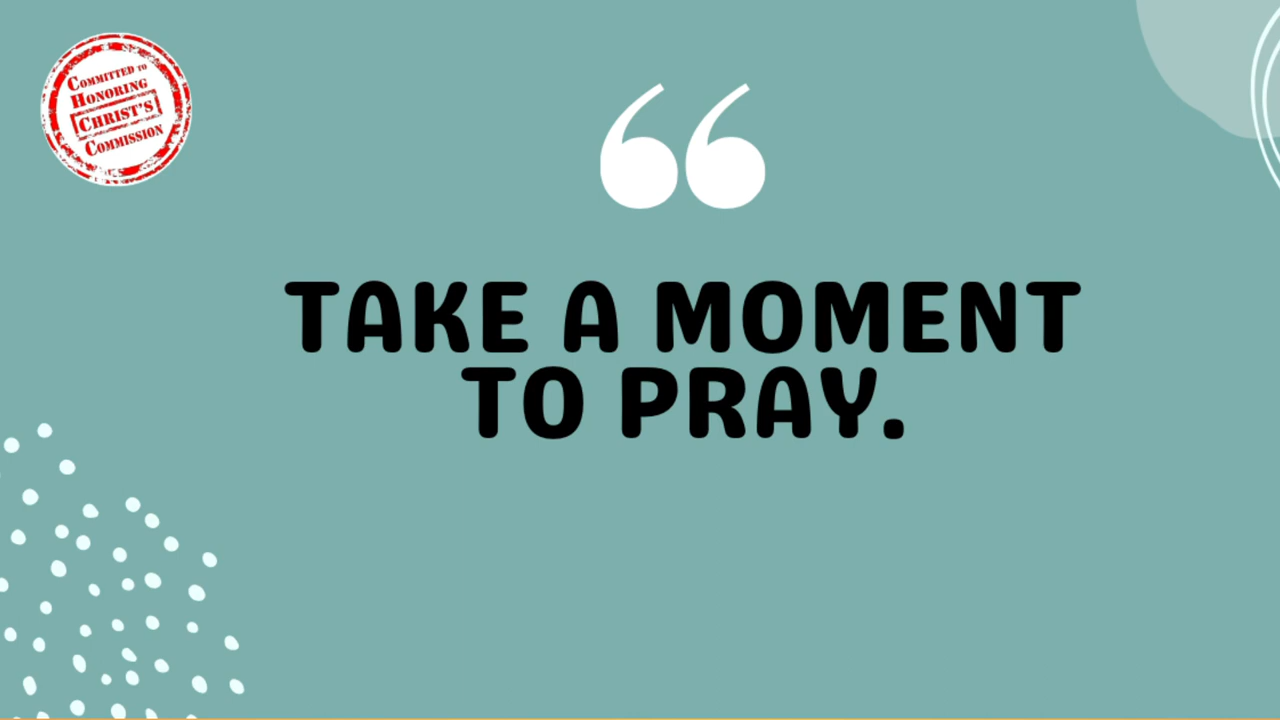 COMMITTED TO
HONORING
CHRIST'S
COMMISSION
“
TAKE A MOMENT
TO PRAY.